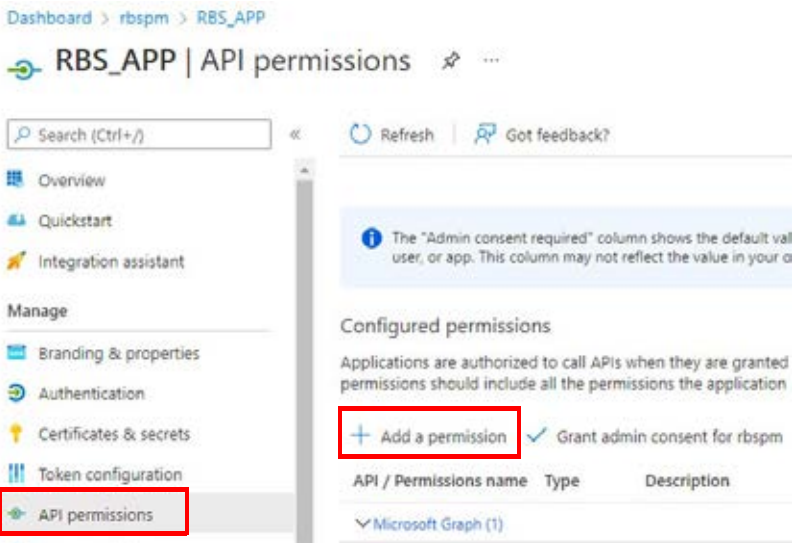 Dashboard > rbspm > RBS_APP
RBS_APP | API permissions
Search (Ctrl+/)
Overview
Quickstart
Integration assistant
Manage
Branding & properties
Authentication
Certificates & secrets
Token configuration
API permissions
Refresh
Got feedback?
The "Admin consent required" column shows the default val
user, or app. This column may not reflect the value in your o
Configured permissions
Applications are authorized to call APIs when they are granted
permissions should include all the permissions the application
Add a permission
Grant admin consent for rbspm
API / Permissions name Type Description
Microsoft Graph (1)